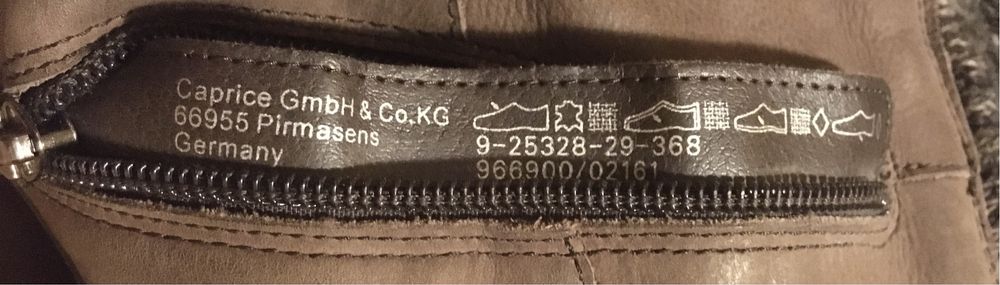 Caprice GmbH & Co.KG
66955 Pirmasens
Germany
9-25328-29-368
966900/02161